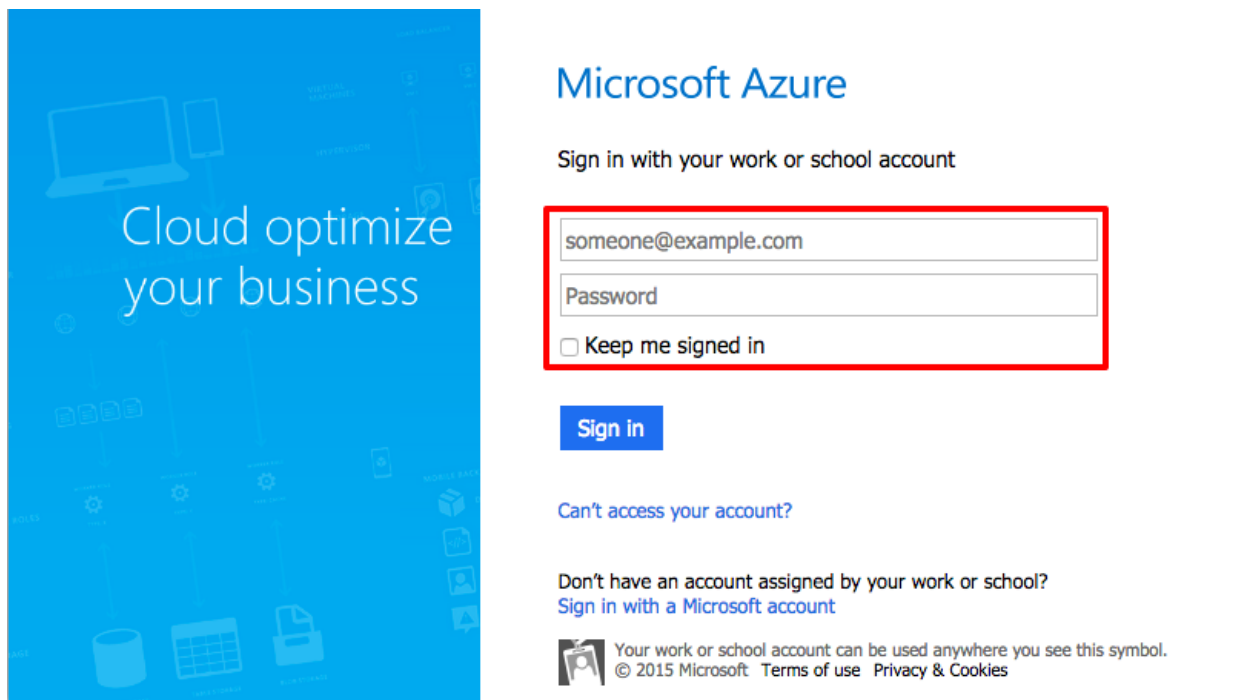 Cloud optimize
your business
VIRTUAL
MACHINES
Microsoft Azure
Sign in with your work or school account
someone@example.com
Password
Keep me signed in
Sign in
Can't access your account?
Don't have an account assigned by your work or school?
Sign in with a Microsoft account
Your work or school account can be used anywhere you see this symbol.
© 2015 Microsoft Terms of use Privacy & Cookies